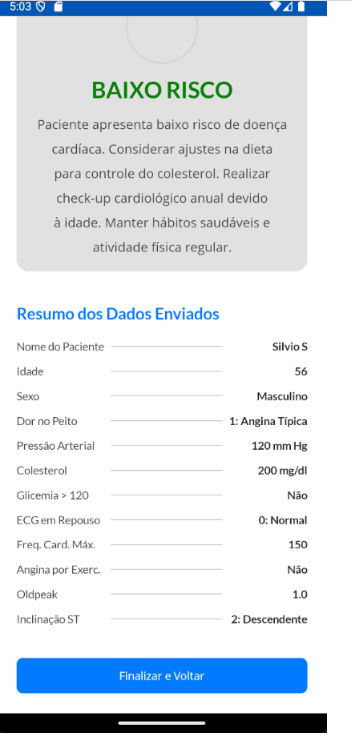 5:03
BAIXO RISCO
Paciente apresenta baixo risco de doença
cardíaca. Considerar ajustes na dieta
para controle do colesterol. Realizar
check-up cardiológico anual devido
à idade. Manter hábitos saudáveis e
atividade física regular.
Resumo dos Dados Enviados
Nome do Paciente Silvio S
Idade 56
Sexo Masculino
Dor no Peito 1: Angina Típica
Pressão Arterial 120 mm Hg
Colesterol 200 mg/dl
Glicemia > 120 Não
ECG em Repouso 0: Normal
Freq. Card. Máx. 150
Angina por Exerc. Não
Oldpeak 1.0
Inclinação ST 2: Descendente
Finalizar e Voltar